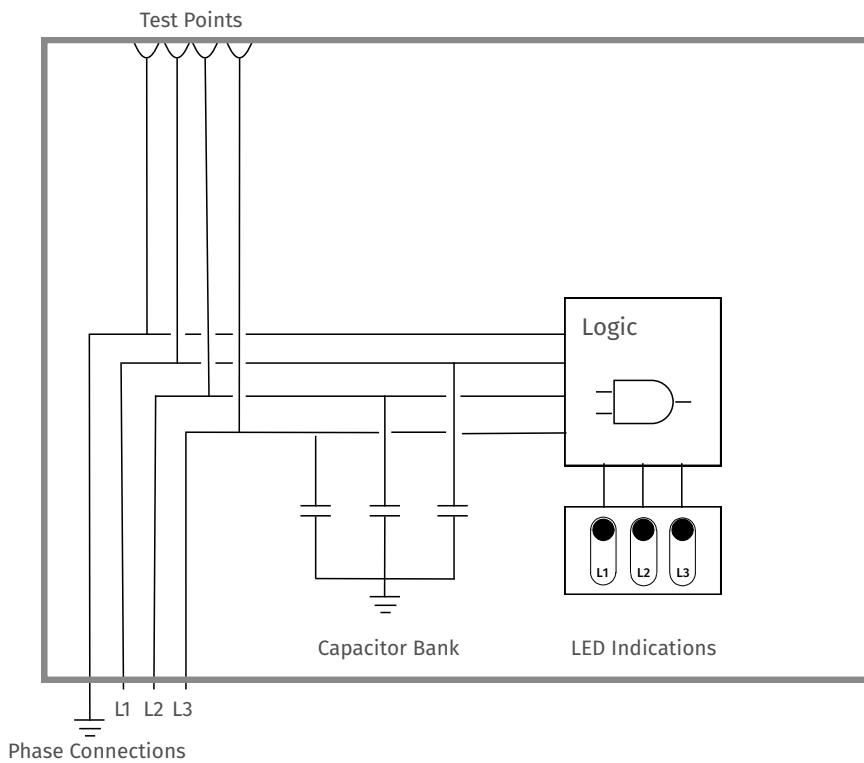 Test Points
Logic
L1 L2 L3
Capacitor Bank
LED Indications
L1 L2 L3
Phase Connections